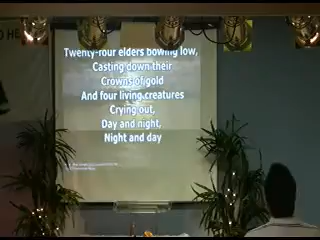 Twenty-four elders bowing low,
Casting down their
Crowns of gold
And four living creatures
Crying out,
Day and night,
Night and day